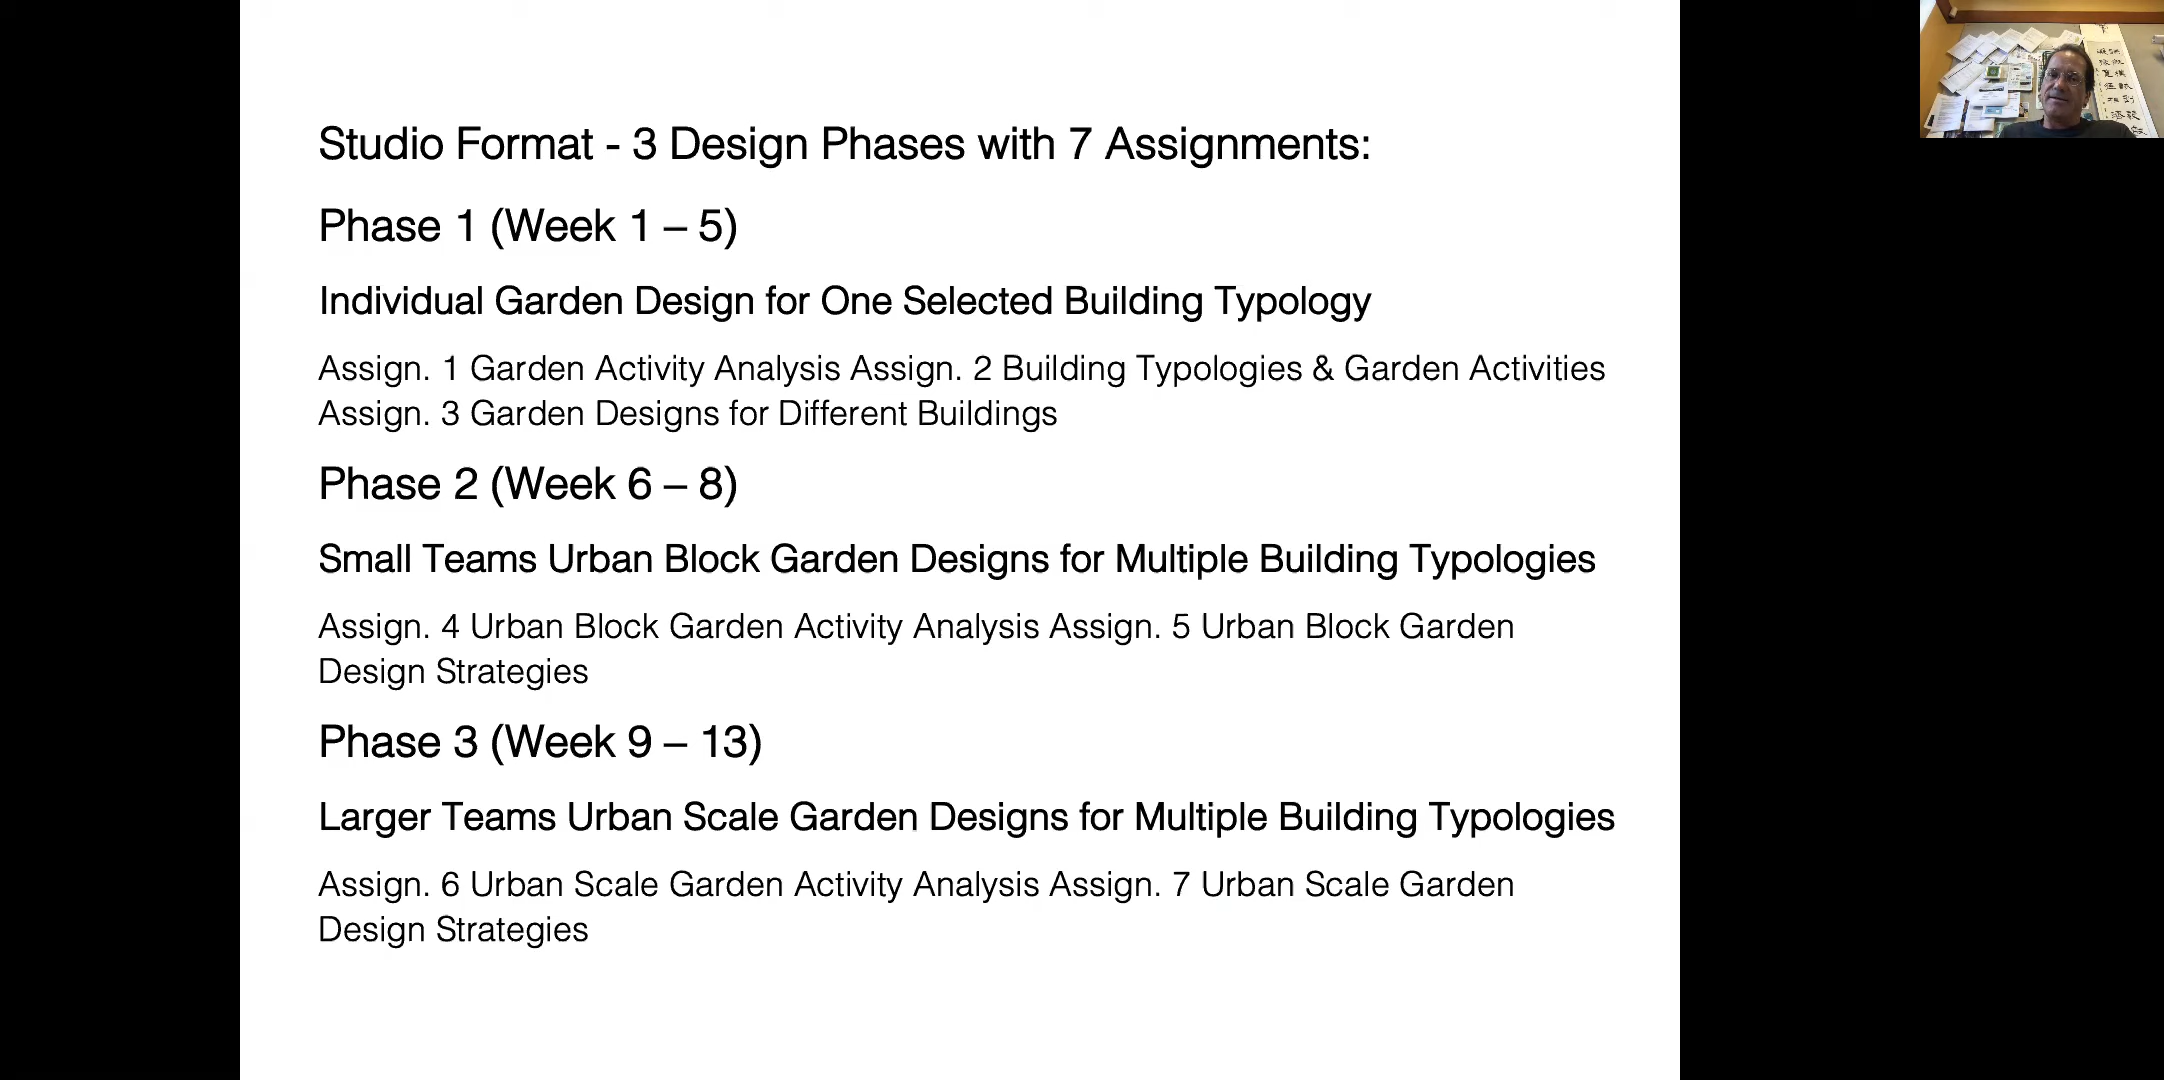 Studio Format - 3 Design Phases with 7 Assignments:
Phase 1 (Week 1 – 5)
Individual Garden Design for One Selected Building Typology
Assign. 1 Garden Activity Analysis Assign. 2 Building Typologies & Garden Activities
Assign. 3 Garden Designs for Different Buildings
Phase 2 (Week 6 – 8)
Small Teams Urban Block Garden Designs for Multiple Building Typologies
Assign. 4 Urban Block Garden Activity Analysis Assign. 5 Urban Block Garden
Design Strategies
Phase 3 (Week 9 – 13)
Larger Teams Urban Scale Garden Designs for Multiple Building Typologies
Assign. 6 Urban Scale Garden Activity Analysis Assign. 7 Urban Scale Garden
Design Strategies